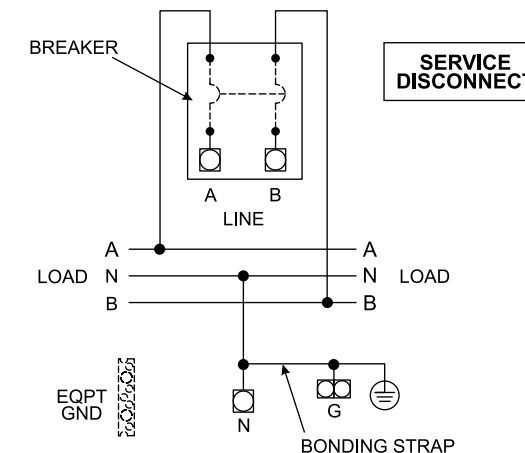 BREAKER
SERVICE
DISCONNECT
A B
LINE
A A
LOAD N N LOAD
B B
EQPT
GND
N
G
BONDING STRAP